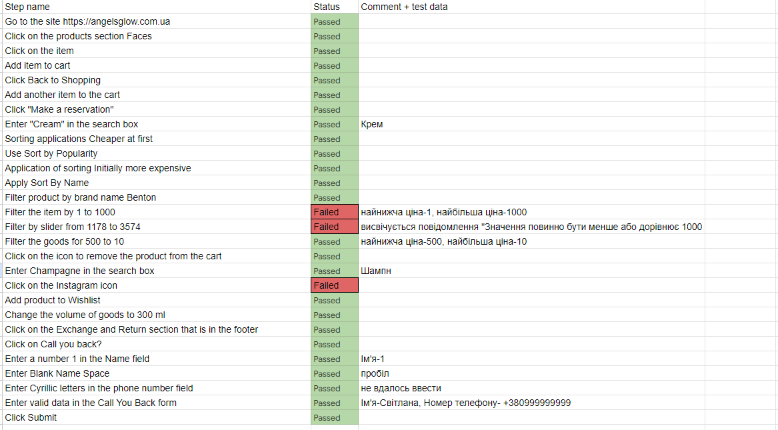 Step name Status Comment + test data
Go to the site https://angelsglow.com.ua Passed
Click on the products section Faces Passed
Click on the item Passed
Add item to cart Passed
Click Back to Shopping Passed
Add another item to the cart Passed
Click "Make a reservation" Passed
Enter "Cream" in the search box Passed Крем
Sorting applications Cheaper at first Passed
Use Sort by Popularity Passed
Application of sorting Initially more expensive Passed
Apply Sort By Name Passed
Filter product by brand name Benton Passed
Filter the item by 1 to 1000 Failed найнижча ціна-1, найбільша ціна-1000
Filter by slider from 1178 to 3574 Failed висвічується повідомлення "Значення повинно бути менше або дорівнює 1000
Filter the goods for 500 to 10 Passed найнижча ціна-500, найбільша ціна-10
Click on the icon to remove the product from the cart Passed
Enter Champagne in the search box Passed Шампн
Click on the Instagram icon Failed
Add product to Wishlist Passed
Change the volume of goods to 300 ml Passed
Click on the Exchange and Return section that is in the footer Passed
Click on Call you back? Passed
Enter a number 1 in the Name field Passed Ім'я-1
Enter Blank Name Space Passed пробіл
Enter Cyrillic letters in the phone number field Passed не вдалось ввести
Enter valid data in the Call You Back form Passed Ім'я-Світлана, Номер телефону- +380999999999
Click Submit Passed